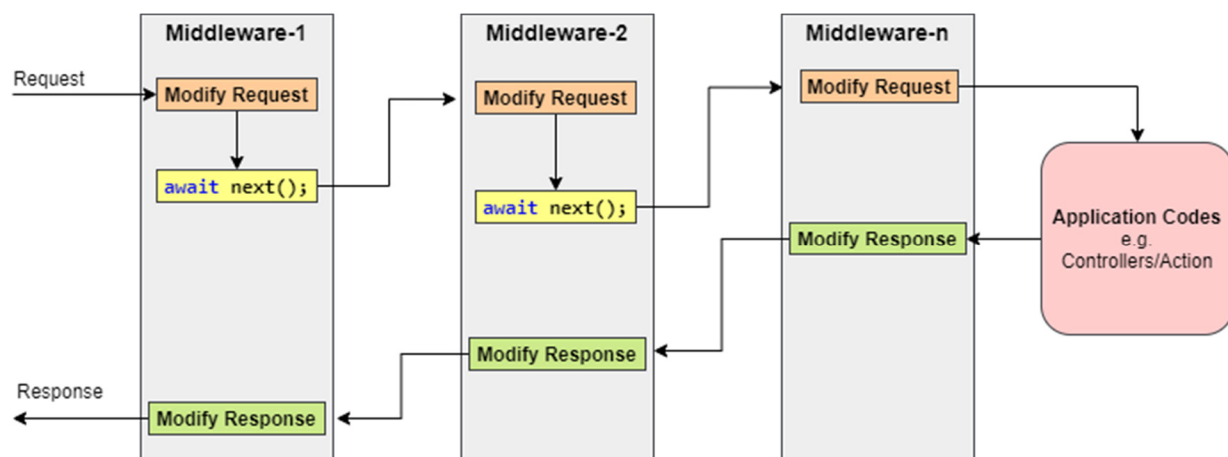 Middleware-1
Middleware-2
Middleware-n
Request
Modify Request
Modify Request
Modify Request
await next();
await next();
Application Codes
e.g.
Controllers/Action
Modify Response
Modify Response
Response
Modify Response